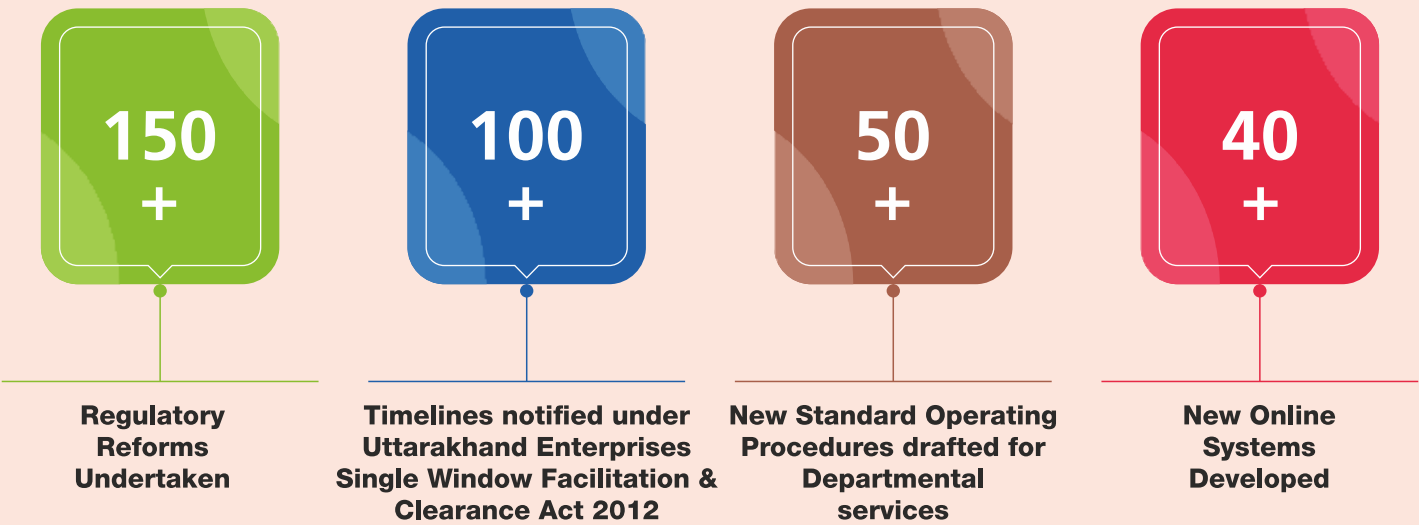 150
+
Regulatory
Reforms
Undertaken
100
+
Timelines notified under
Uttarakhand Enterprises
Single Window Facilitation &
Clearance Act 2012
50
+
New Standard Operating
Procedures drafted for
Departmental
services
40
+
New Online
Systems
Developed